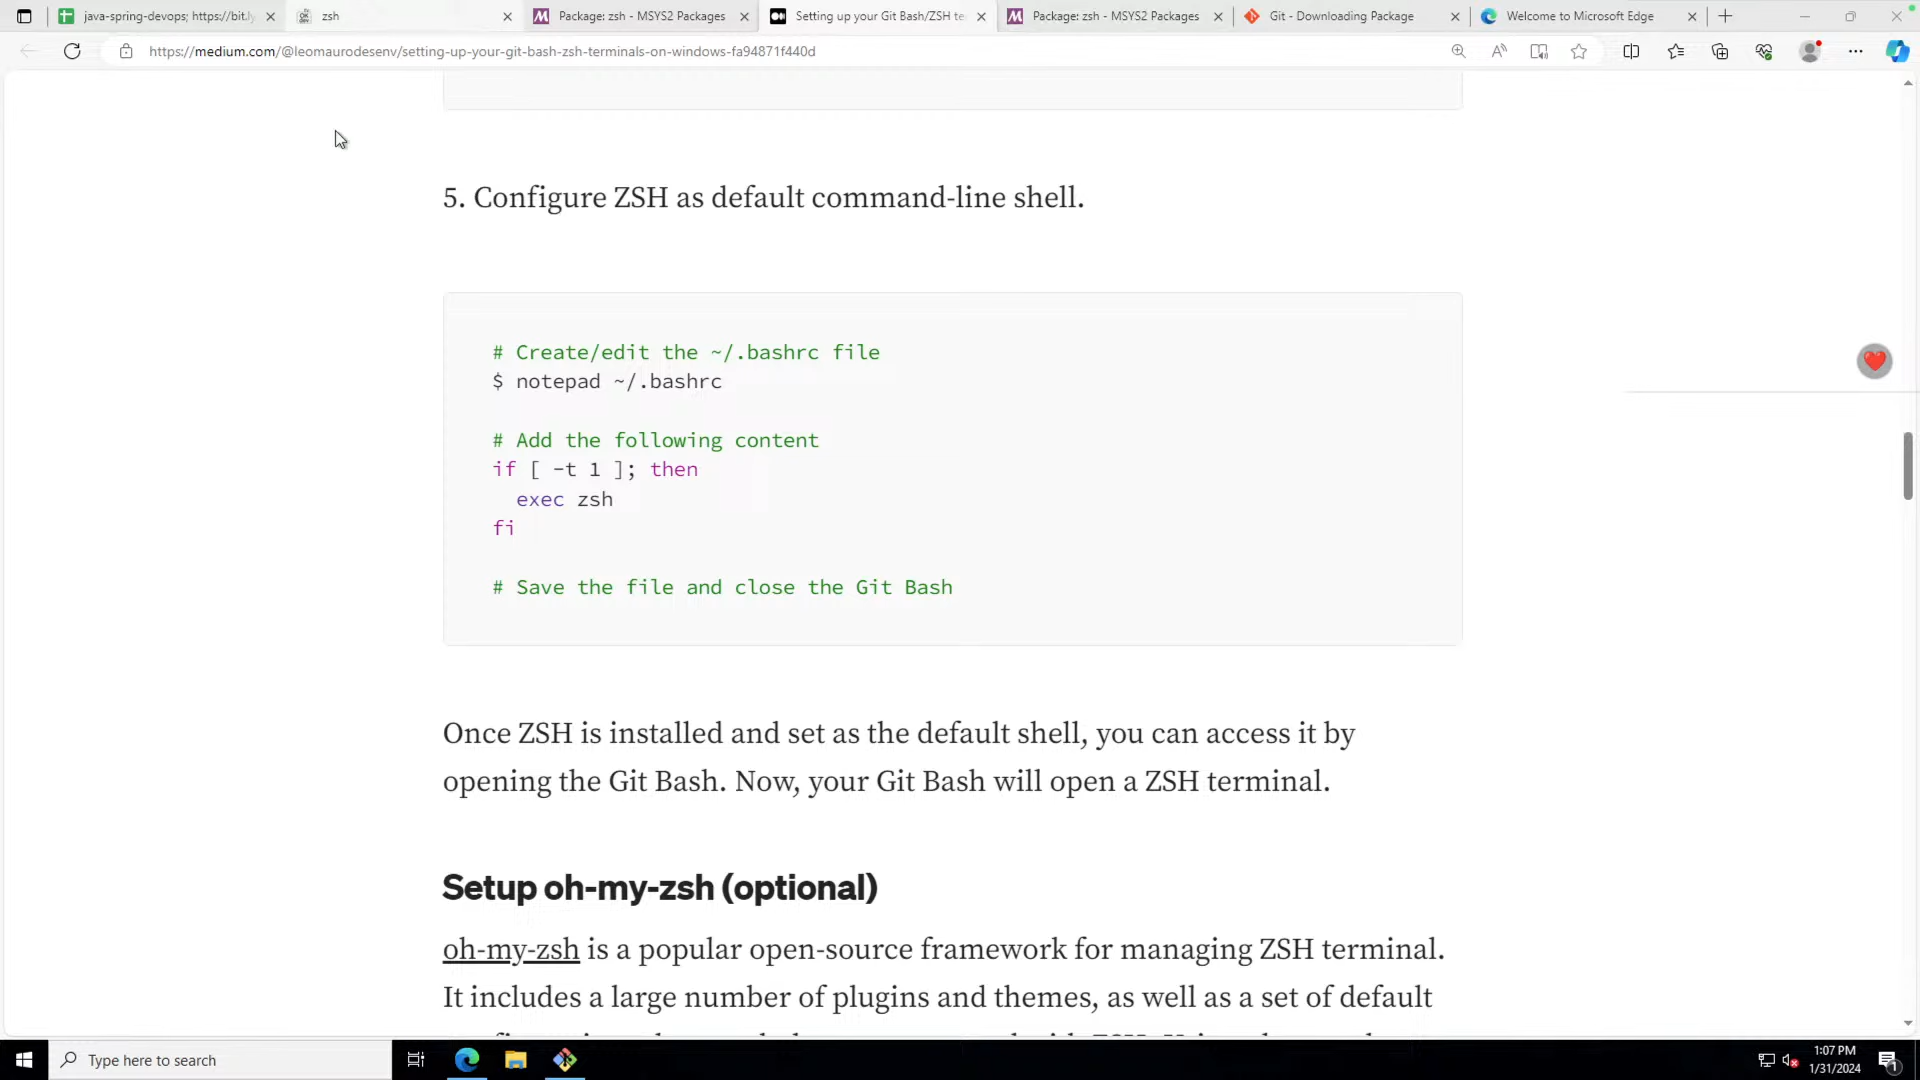 java-spring-devops; https://bit.ly
zsh
Package: zsh - MSYS2 Packages
Setting up your Git Bash/ZSH te
Package: zsh - MSYS2 Packages
Git - Downloading Package
Welcome to Microsoft Edge
https://medium.com/@leomaurodesenv/setting-up-your-git-bash-zsh-terminals-on-windows-fa94871f440d
5. Configure ZSH as default command-line shell.
# Create/edit the ~/.bashrc file
$ notepad ~/.bashrc
# Add the following content
if [ -t 1 ]; then
exec zsh
fi
# Save the file and close the Git Bash
Once ZSH is installed and set as the default shell, you can access it by
opening the Git Bash. Now, your Git Bash will open a ZSH terminal.
Setup oh-my-zsh (optional)
oh-my-zsh is a popular open-source framework for managing ZSH terminal.
It includes a large number of plugins and themes, as well as a set of default
Type here to search
1:07 PM
1/31/2024
1